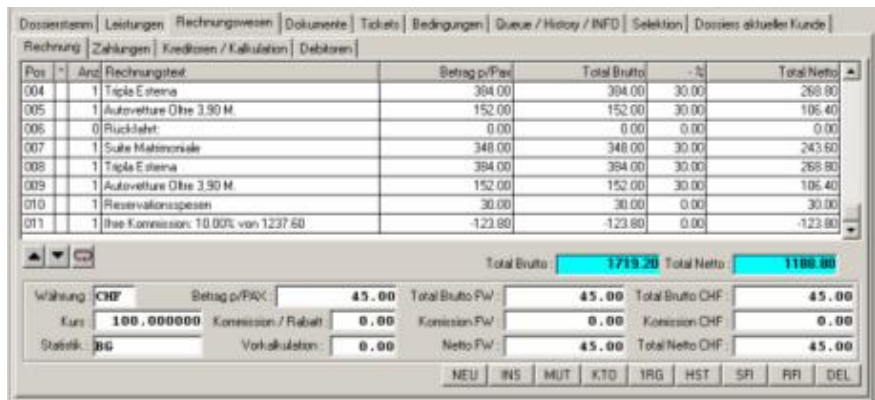 Dossierstamm Leistungen Rechnungswesen Dokumente Tickets Bedingungen Queue / History / INFO Selektion Dossiers aktueller Kunde
Rechnung Zahlungen Kreditoren / Kalkulation Debitoren
Pos * Anz Rechnungstext Betrag p/Pax Total Brutto - % Total Netto
004 1 Tripla Esterna 384.00 384.00 30.00 268.80
005 1 Autovetture Oltre 3,90 M. 152.00 152.00 30.00 106.40
006 0 Rückfahrt: 0.00 0.00 0.00 0.00
007 1 Suite Matrimoniale 348.00 348.00 30.00 243.60
008 1 Tripla Esterna 384.00 384.00 30.00 268.80
009 1 Autovetture Oltre 3,90 M. 152.00 152.00 30.00 106.40
010 1 Reservationsspesen 30.00 30.00 0.00 30.00
011 1 Ihre Kommission: 10.00% von 1237.60 -123.80 -123.80 0.00 -123.80
Total Brutto : 1719.20 Total Netto : 1188.80
Währung : CHF Betrag p/PAX : 45.00 Total Brutto FW : 45.00 Total Brutto CHF : 45.00
Kurs : 100.000000 Kommission / Rabatt : 0.00 Komission FW : 0.00 Komission CHF : 0.00
Statistik : BG Vorkalkulation : 0.00 Netto FW : 45.00 Total Netto CHF : 45.00
NEU INS MUT KTO 1RG HST SFI RFI DEL